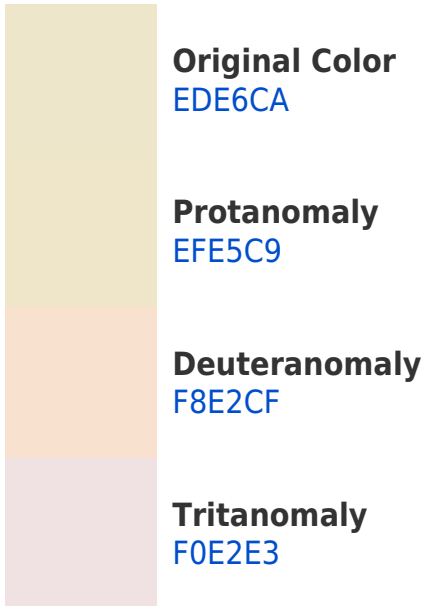 Original Color
EDE6CA
Protanomaly
EFE5C9
Deuteranomaly
F8E2CF
Tritanomaly
F0E2E3